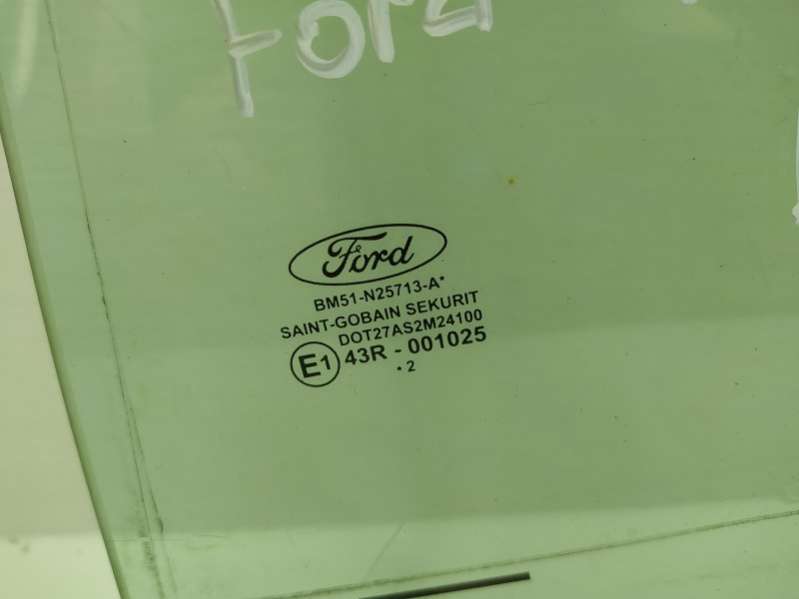 Ford
Ford
BM51-N25713-A*
SAINT-GOBAIN SEKURIT
DOT27AS2M24100
E1 43R - 001025
. 2